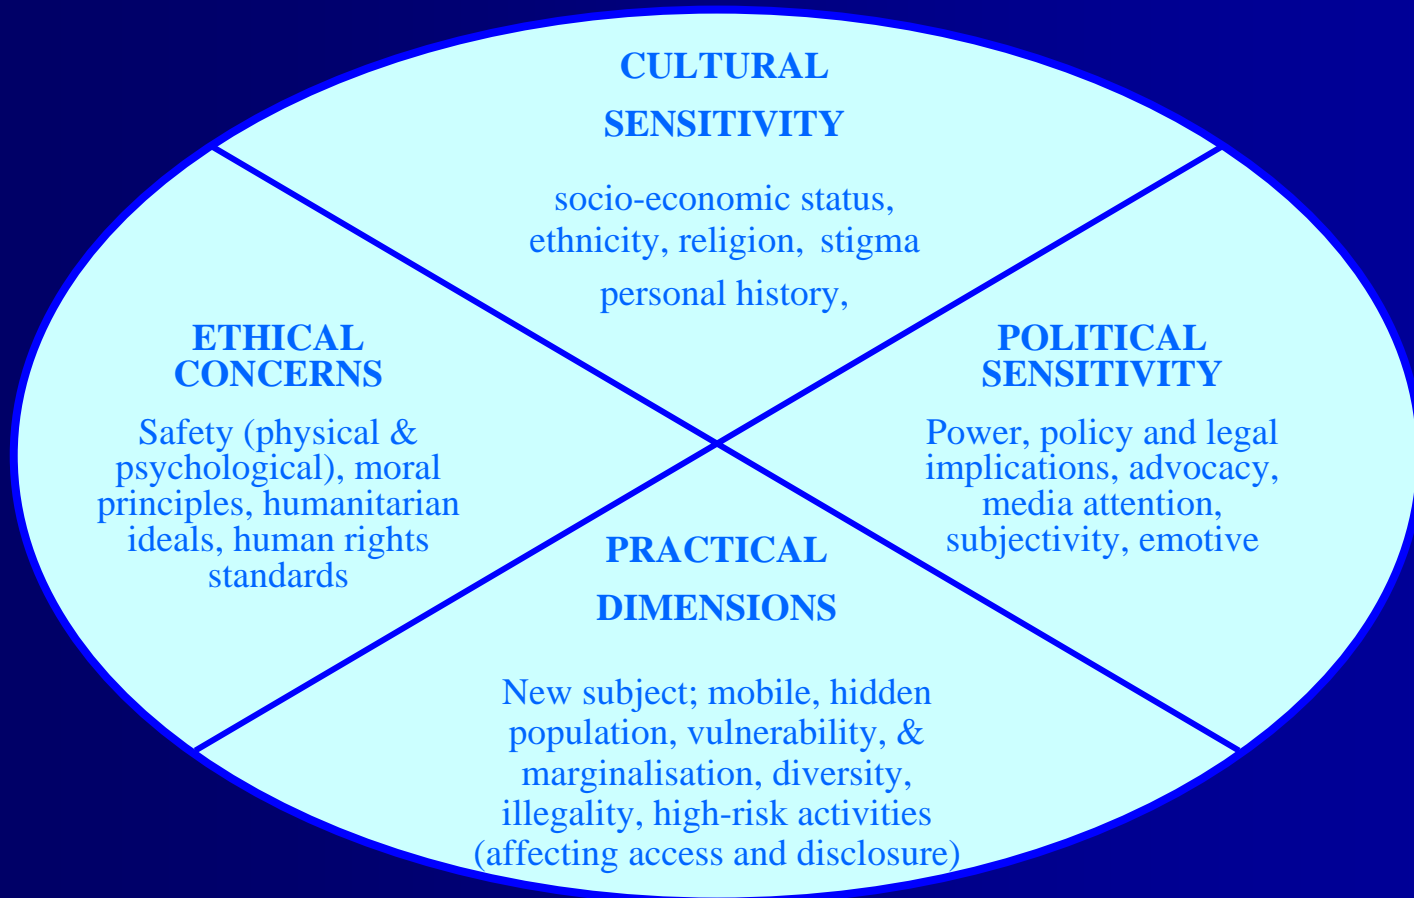 CULTURAL
SENSITIVITY
socio-economic status,
ethnicity, religion, stigma
personal history,
ETHICAL
CONCERNS
Safety (physical &
psychological), moral
principles, humanitarian
ideals, human rights
standards
POLITICAL
SENSITIVITY
Power, policy and legal
implications, advocacy,
media attention,
subjectivity, emotive
PRACTICAL
DIMENSIONS
New subject; mobile, hidden
population, vulnerability, &
marginalisation, diversity,
illegality, high-risk activities
(affecting access and disclosure)